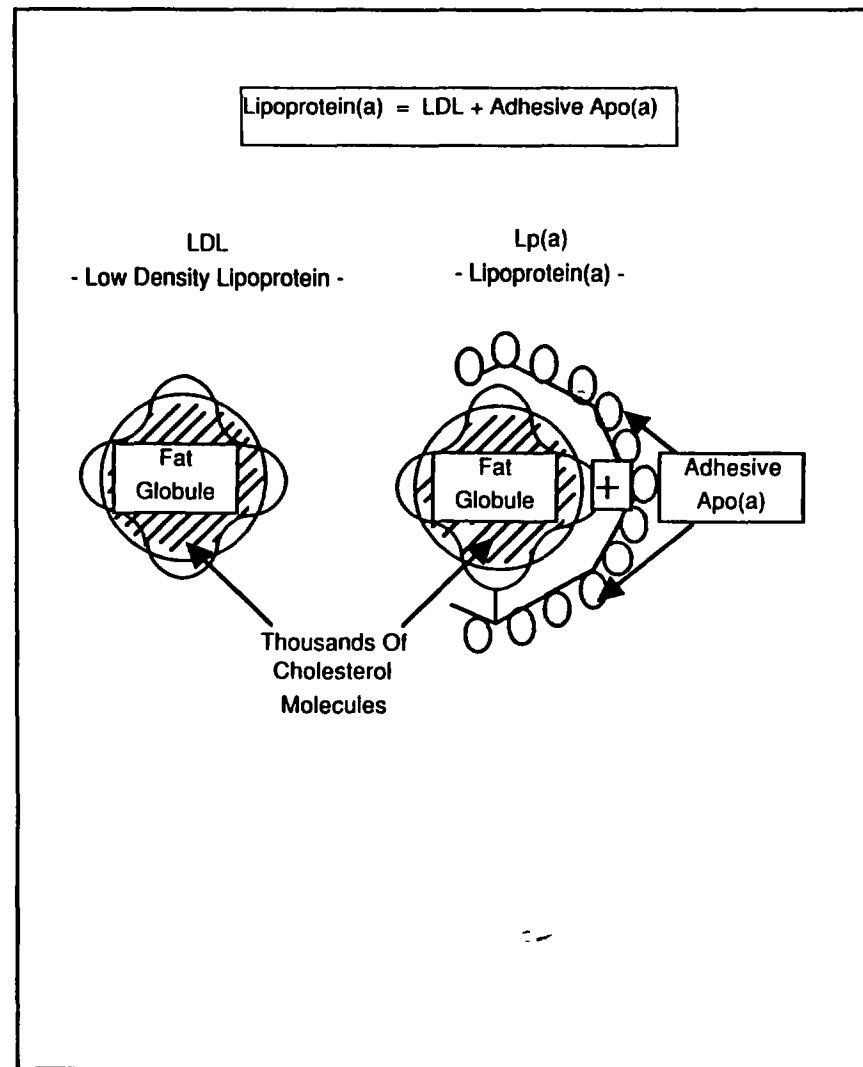 Lipoprotein(a) = LDL + Adhesive Apo(a)
LDL
- Low Density Lipoprotein -
Lp(a)
- Lipoprotein(a) -
Fat
Globule
Fat
Globule
+
Adhesive
Apo(a)
Thousands Of
Cholesterol
Molecules